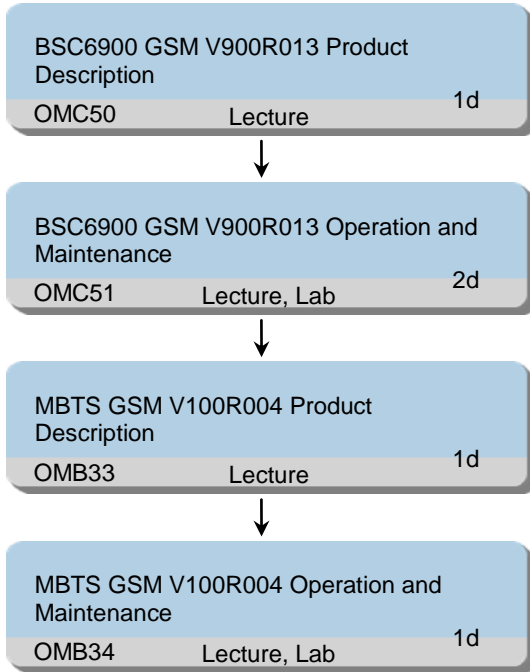 BSC6900 GSM V900R013 Product
Description
1d
OMC50 Lecture
BSC6900 GSM V900R013 Operation and
Maintenance
2d
OMC51 Lecture, Lab
MBTS GSM V100R004 Product
Description
1d
OMB33 Lecture
MBTS GSM V100R004 Operation and
Maintenance
1d
OMB34 Lecture, Lab